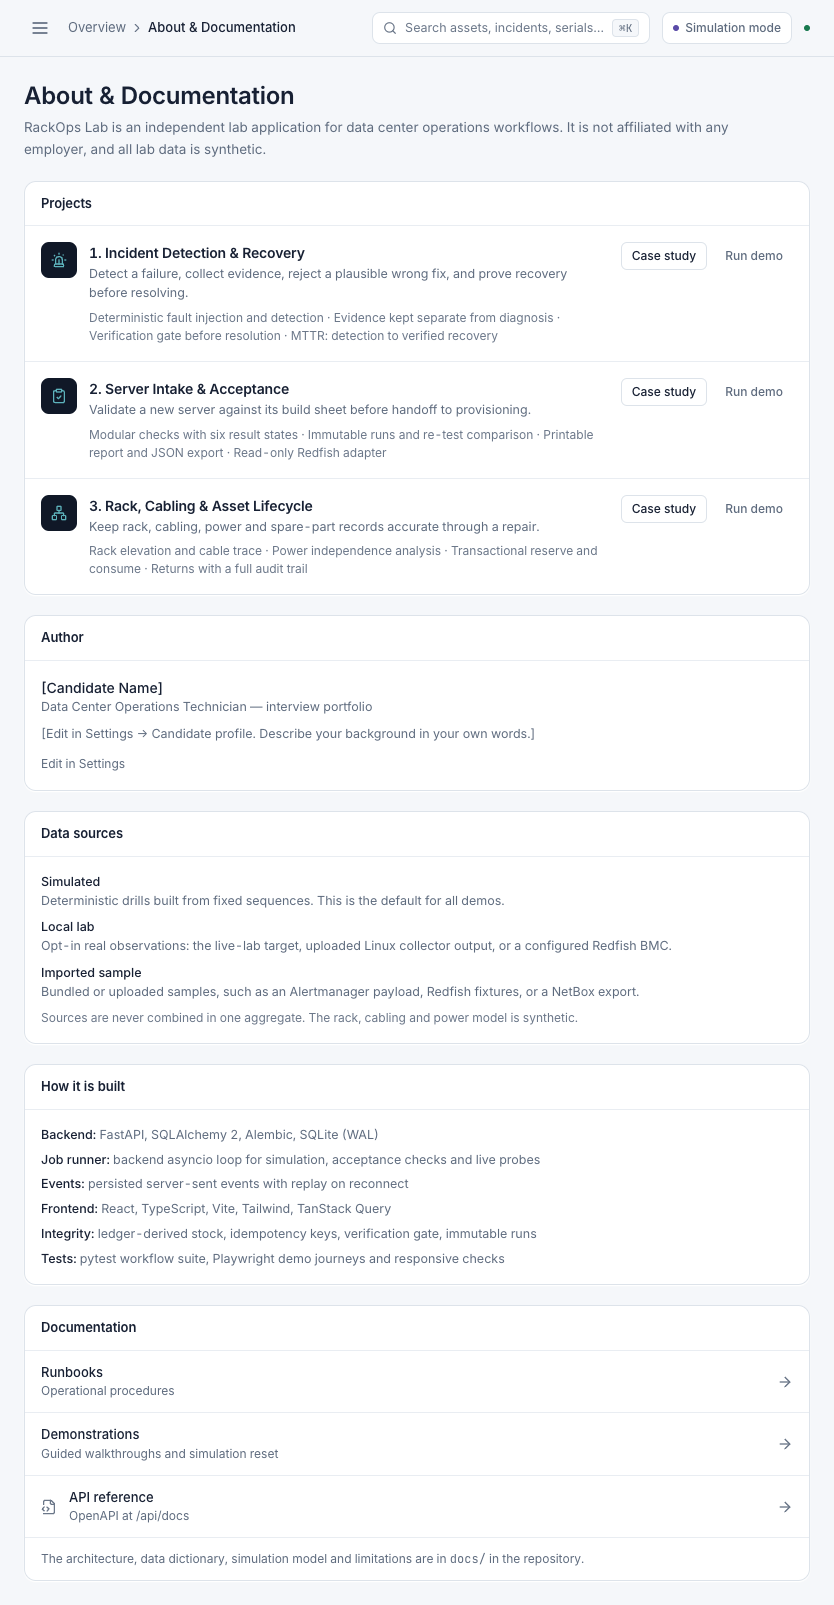 Overview > About & Documentation
Search assets, incidents, serials... ⌘K
Simulation mode
About & Documentation
RackOps Lab is an independent lab application for data center operations workflows. It is not affiliated with any
employer, and all lab data is synthetic.
Projects
1. Incident Detection & Recovery
Case study
Run demo
Detect a failure, collect evidence, reject a plausible wrong fix, and prove recovery
before resolving.
Deterministic fault injection and detection · Evidence kept separate from diagnosis ·
Verification gate before resolution · MTTR: detection to verified recovery
2. Server Intake & Acceptance
Case study
Run demo
Validate a new server against its build sheet before handoff to provisioning.
Modular checks with six result states · Immutable runs and re-test comparison · Printable
report and JSON export · Read-only Redfish adapter
3. Rack, Cabling & Asset Lifecycle
Case study
Run demo
Keep rack, cabling, power and spare-part records accurate through a repair.
Rack elevation and cable trace · Power independence analysis · Transactional reserve and
consume · Returns with a full audit trail
Author
[Candidate Name]
Data Center Operations Technician — interview portfolio
[Edit in Settings → Candidate profile. Describe your background in your own words.]
Edit in Settings
Data sources
Simulated
Deterministic drills built from fixed sequences. This is the default for all demos.
Local lab
Opt-in real observations: the live-lab target, uploaded Linux collector output, or a configured Redfish BMC.
Imported sample
Bundled or uploaded samples, such as an Alertmanager payload, Redfish fixtures, or a NetBox export.
Sources are never combined in one aggregate. The rack, cabling and power model is synthetic.
How it is built
Backend: FastAPI, SQLAlchemy 2, Alembic, SQLite (WAL)
Job runner: backend asyncio loop for simulation, acceptance checks and live probes
Events: persisted server-sent events with replay on reconnect
Frontend: React, TypeScript, Vite, Tailwind, TanStack Query
Integrity: ledger-derived stock, idempotency keys, verification gate, immutable runs
Tests: pytest workflow suite, Playwright demo journeys and responsive checks
Documentation
Runbooks
Operational procedures
Demonstrations
Guided walkthroughs and simulation reset
API reference
OpenAPI at /api/docs
The architecture, data dictionary, simulation model and limitations are in docs/ in the repository.